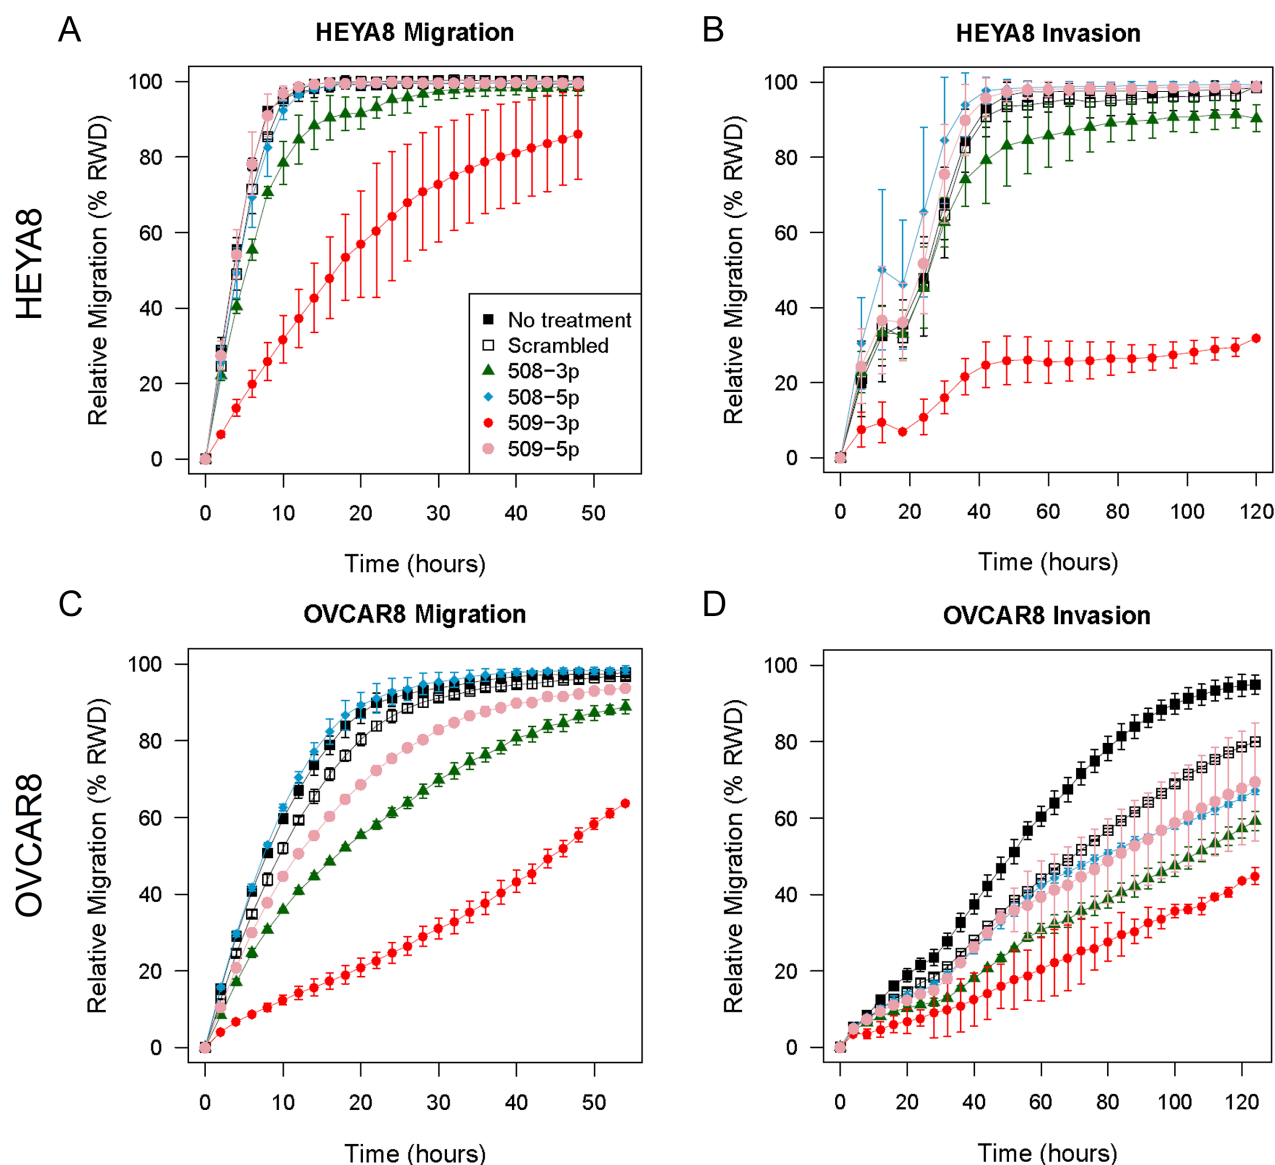 A
HEYA8 Migration
HEYA8
Relative Migration (% RWD)
100
80
60
40
20
0
0 10 20 30 40 50
Time (hours)
No treatment
Scrambled
508−3p
508−5p
509−3p
509−5p
B
HEYA8 Invasion
Relative Migration (% RWD)
100
80
60
40
20
0
0 20 40 60 80 100 120
Time (hours)
C
OVCAR8 Migration
OVCAR8
Relative Migration (% RWD)
100
80
60
40
20
0
0 10 20 30 40 50
Time (hours)
D
OVCAR8 Invasion
Relative Migration (% RWD)
100
80
60
40
20
0
0 20 40 60 80 100 120
Time (hours)